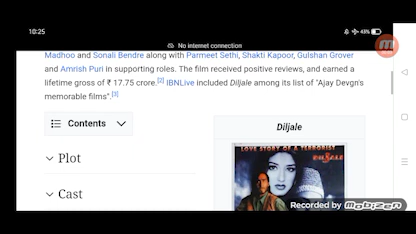 10:25
43%
No internet connection
Madhoo and Sonali Bendre along with Parmeet Sethi, Shakti Kapoor, Gulshan Grover
and Amrish Puri in supporting roles. The film received positive reviews, and earned a
lifetime gross of ₹ 17.75 crore.[2] IBNLive included Diljale among its list of "Ajay Devgn's
memorable films".[3]
Contents
Diljale
Plot
LOVE STORY OF A TERRORIST
DILJALE
Cast
Recorded by
MOBIZEN